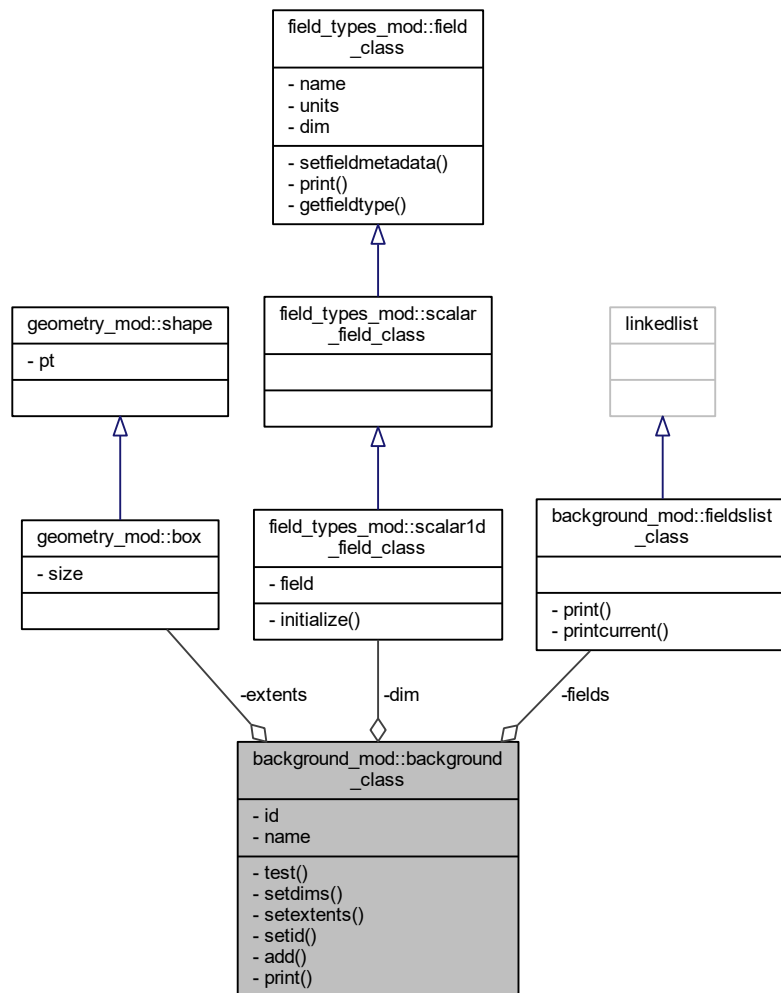 field_types_mod::field
_class
- name
- units
- dim
- setfieldmetadata()
- print()
- getfieldtype()
geometry_mod::shape
- pt
field_types_mod::scalar
_field_class
linkedlist
geometry_mod::box
- size
field_types_mod::scalar1d
_field_class
- field
- initialize()
background_mod::fieldslist
_class
- print()
- printcurrent()
-extents
-dim
-fields
background_mod::background
_class
- id
- name
- test()
- setdims()
- setextents()
- setid()
- add()
- print()